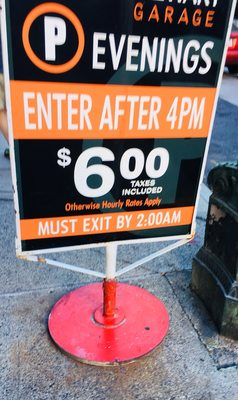 GARAGE
P
EVENINGS
ENTER AFTER 4PM
$6.00
TAXES
INCLUDED
Otherwise Hourly Rates Apply
MUST EXIT BY 2:00AM